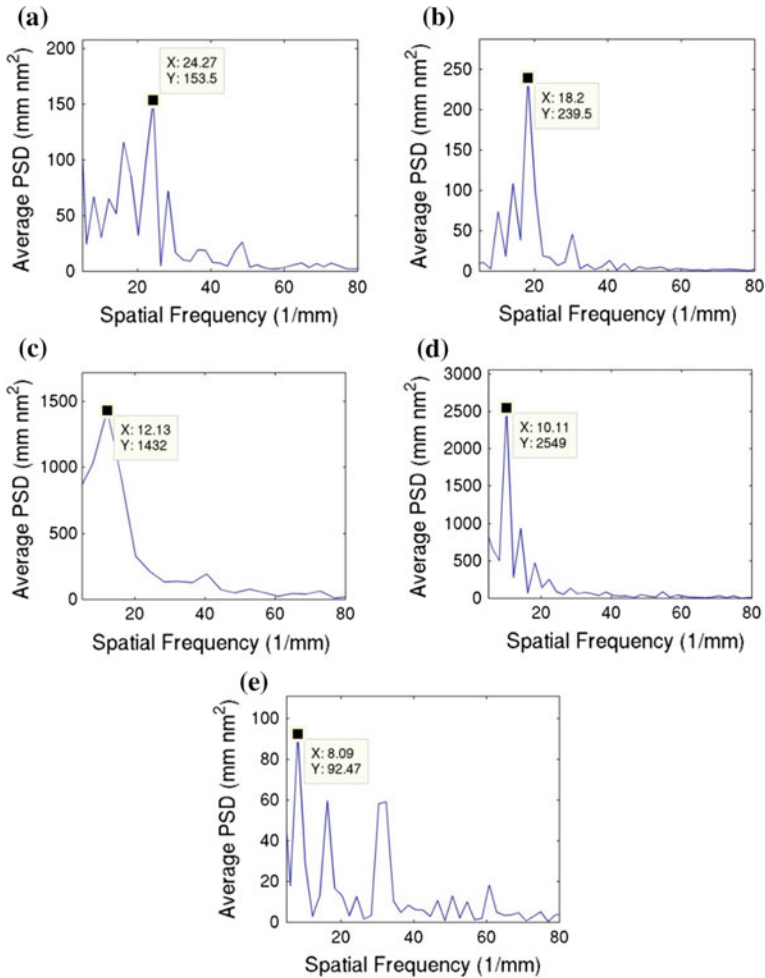 (a)
200
150
100
50
0
Average PSD (mm nm²)
X: 24.27
Y: 153.5
20 40 60 80
Spatial Frequency (1/mm)
(b)
250
200
150
100
50
0
Average PSD (mm nm²)
X: 18.2
Y: 239.5
20 40 60 80
Spatial Frequency (1/mm)
(c)
1500
1000
500
0
Average PSD (mm nm²)
X: 12.13
Y: 1432
20 40 60 80
Spatial Frequency (1/mm)
(d)
3000
2500
2000
1500
1000
500
0
Average PSD (mm nm²)
X: 10.11
Y: 2549
20 40 60 80
Spatial Frequency (1/mm)
(e)
100
80
60
40
20
0
Average PSD (mm nm²)
X: 8.09
Y: 92.47
20 40 60 80
Spatial Frequency (1/mm)